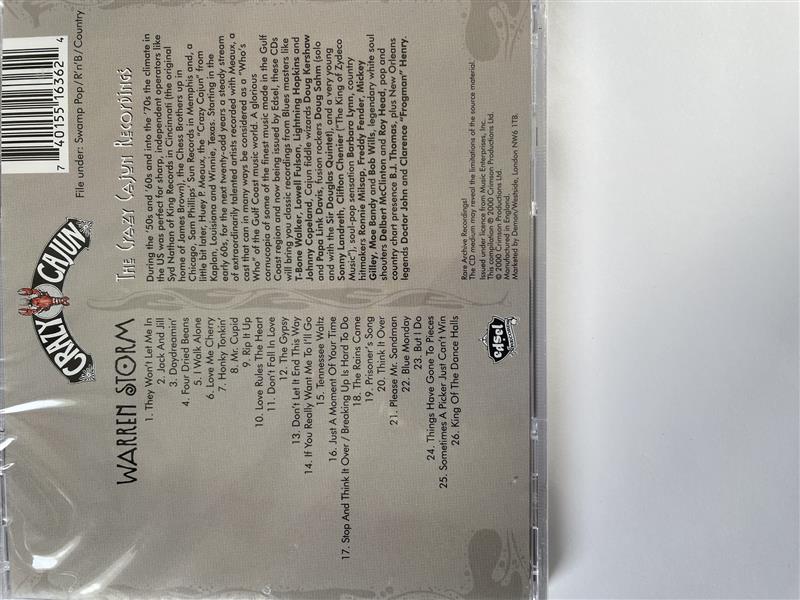 CRAZY CAJUN
7 40155 16362 4
File under: Swamp Pop/R'n'B/Country
WARREN STORM
1. They Won't Let Me In
2. Jack And Jill
3. Daydreamin'
4. Four Dried Beans
5. I Walk Alone
6. Love Me Cherry
7. Honky Tonkin'
8. Mr. Cupid
9. Rip It Up
10. Love Rules The Heart
11. Don't Fall In Love
12. The Gypsy
13. Don't Let It End This Way
14. If You Really Want Me To I'll Go
15. Tennessee Waltz
16. Just A Moment Of Your Time
17. Stop And Think It Over / Breaking Up Is Hard To Do
18. The Rains Came
19. Prisoner's Song
20. Think It Over
21. Please Mr. Sandman
22. Blue Monday
23. But I Do
24. Things Have Gone To Pieces
25. Sometimes A Picker Just Can't Win
26. King Of The Dance Halls
The Crazy Cajun Recordings
During the '50s and '60s and into the '70s the climate in
the US was perfect for sharp, independent operators like
Syd Nathan of King Records in Cincinnati (the original
home of James Brown), the Chess Brothers up in
Chicago, Sam Phillips' Sun Records in Memphis and, a
little bit later, Huey P. Meaux, the "Crazy Cajun" from
Kaplan, Louisiana and Winnie, Texas. Starting in the
early 60s, for the next twenty-odd years a steady stream
of extraordinarily talented artists recorded with Meaux, a
cast that can in many ways be considered as a "Who's
Who" of the Gulf Coast music world. A glorious
cornucopia of some of the finest music made in the Gulf
Coast region and now being issued by Edsel, these CDs
will bring you classic recordings from Blues masters like
T-Bone Walker, Lowell Fulson, Lightning Hopkins and
Johnny Copeland, Cajun fiddle wizards Doug Kershaw
and Papa Link Davis, fusion rockers Doug Sahm (solo
and with the Sir Douglas Quintet), and a very young
Sonny Landreth, Clifton Chenier ("The King of Zydeco
Music"), soul-pop sensation Barbara Lynn, country
hitmakers Ronnie Milsap, Freddy Fender, Mickey
Gilley, Moe Bandy and Bob Wills, legendary white soul
shouters Delbert McClinton and Roy Head, pop and
country chart presence B.J. Thomas, plus New Orleans
legends Doctor John and Clarence "Frogman" Henry.
Rare Archive Recordings!
The CD medium may reveal the limitations of the source material.
Issued under licence from Music Enterprises, Inc.
This compilation ℗ 2000 Crimson Productions Ltd.
© 2000 Crimson Productions Ltd.
Manufactured in England.
Marketed by Demon/Westside, London NW6 1TB.
edsel